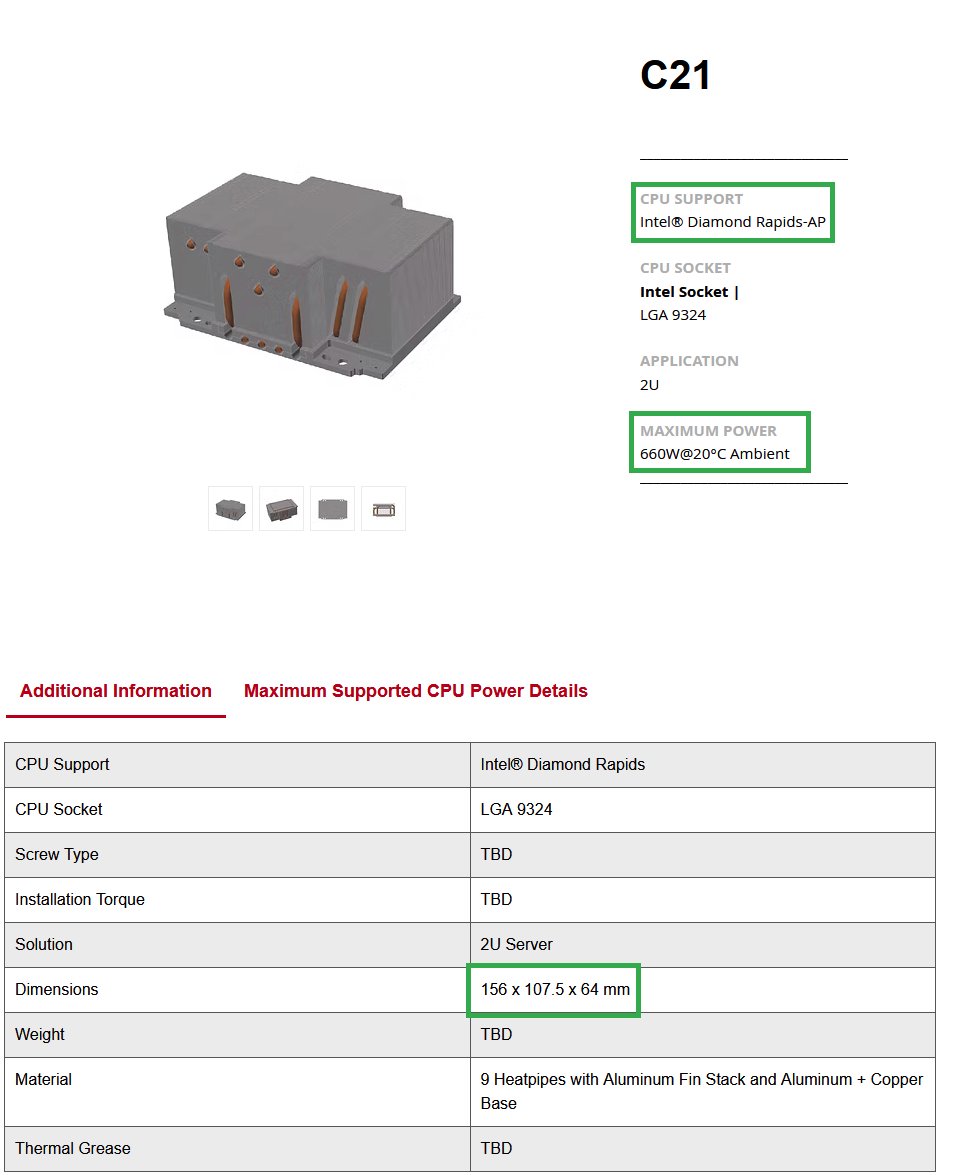 C21
CPU SUPPORT
Intel® Diamond Rapids-AP
CPU SOCKET
Intel Socket |
LGA 9324
APPLICATION
2U
MAXIMUM POWER
660W@20°C Ambient
Additional Information
Maximum Supported CPU Power Details
CPU Support
Intel® Diamond Rapids
CPU Socket
LGA 9324
Screw Type
TBD
Installation Torque
TBD
Solution
2U Server
Dimensions
156 x 107.5 x 64 mm
Weight
TBD
Material
9 Heatpipes with Aluminum Fin Stack and Aluminum + Copper
Base
Thermal Grease
TBD